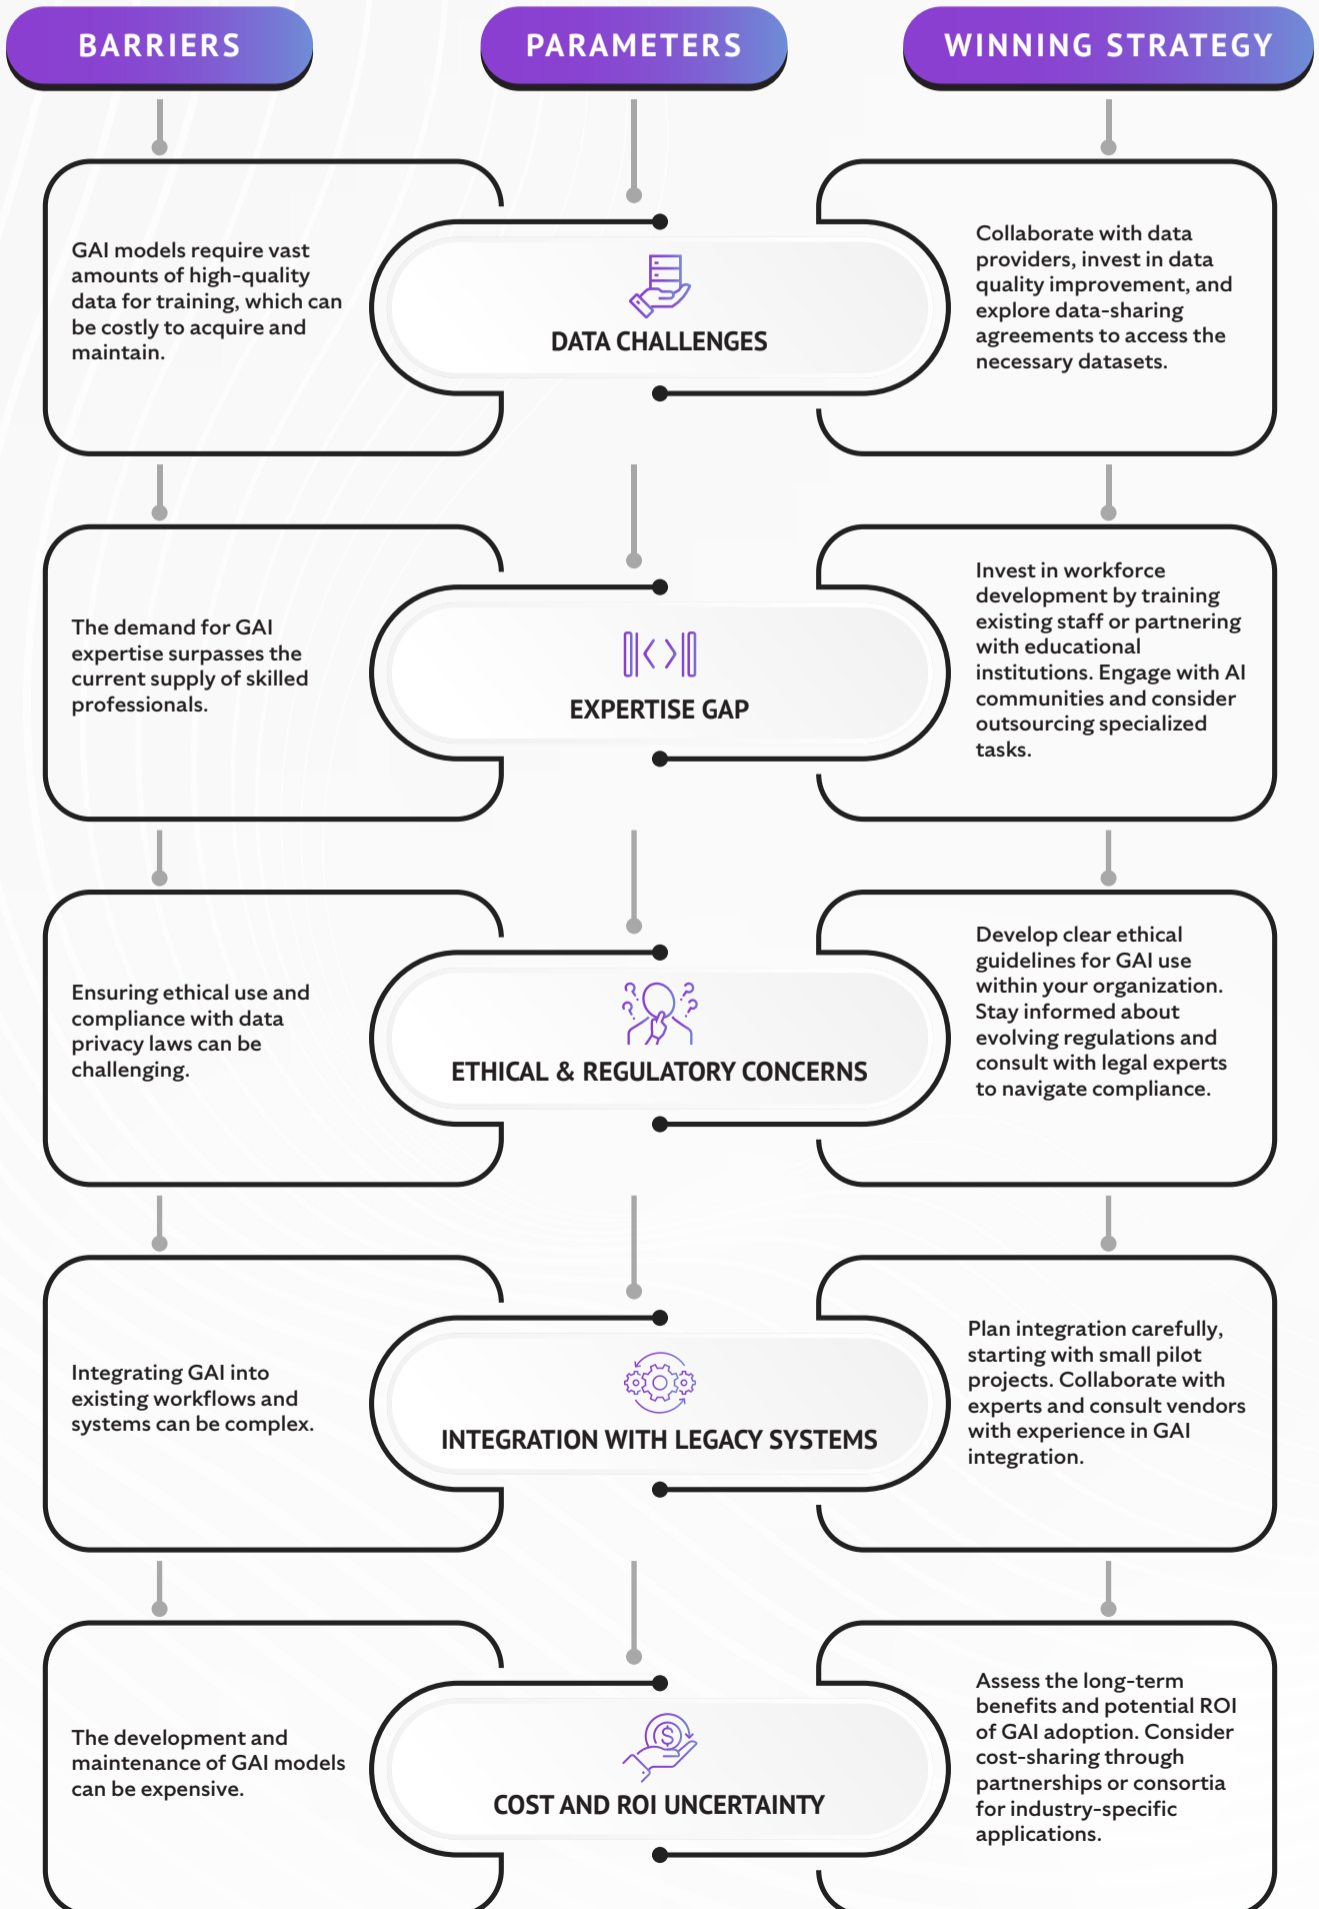 BARRIERS
PARAMETERS
WINNING STRATEGY
GAI models require vast
amounts of high-quality
data for training, which can
be costly to acquire and
maintain.
DATA CHALLENGES
Collaborate with data
providers, invest in data
quality improvement, and
explore data-sharing
agreements to access the
necessary datasets.
The demand for GAI
expertise surpasses the
current supply of skilled
professionals.
EXPERTISE GAP
Invest in workforce
development by training
existing staff or partnering
with educational
institutions. Engage with AI
communities and consider
outsourcing specialized
tasks.
Ensuring ethical use and
compliance with data
privacy laws can be
challenging.
ETHICAL & REGULATORY CONCERNS
Develop clear ethical
guidelines for GAI use
within your organization.
Stay informed about
evolving regulations and
consult with legal experts
to navigate compliance.
Integrating GAI into
existing workflows and
systems can be complex.
INTEGRATION WITH LEGACY SYSTEMS
Plan integration carefully,
starting with small pilot
projects. Collaborate with
experts and consult vendors
with experience in GAI
integration.
The development and
maintenance of GAI models
can be expensive.
COST AND ROI UNCERTAINTY
Assess the long-term
benefits and potential ROI
of GAI adoption. Consider
cost-sharing through
partnerships or consortia
for industry-specific
applications.